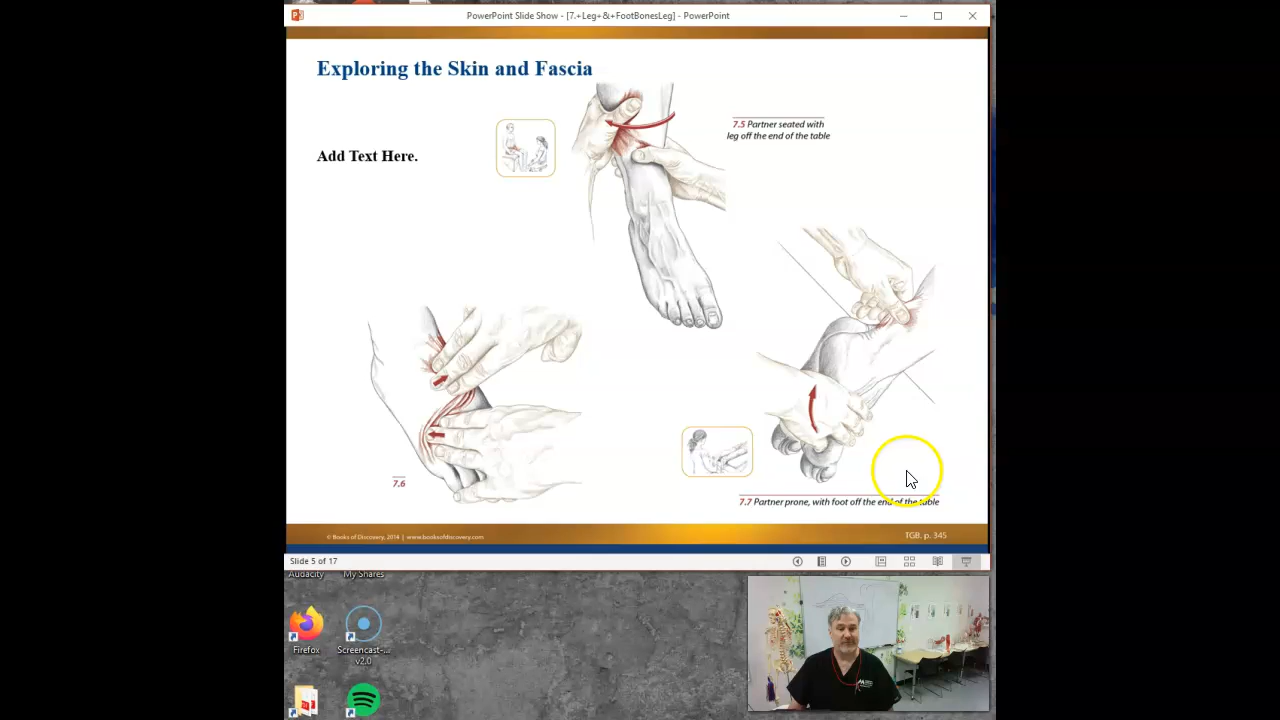 PowerPoint Slide Show - [7.+Leg+&+FootBonesLeg] - PowerPoint
Exploring the Skin and Fascia
7.5 Partner seated with
leg off the end of the table
Add Text Here.
7.6
7.7 Partner prone, with foot off the end of the table
© Books of Discovery, 2014 | www.booksofdiscovery.com
TGB. p. 345
Slide 5 of 17
Audacity
My Shares
Firefox
Screencast-...
v2.0